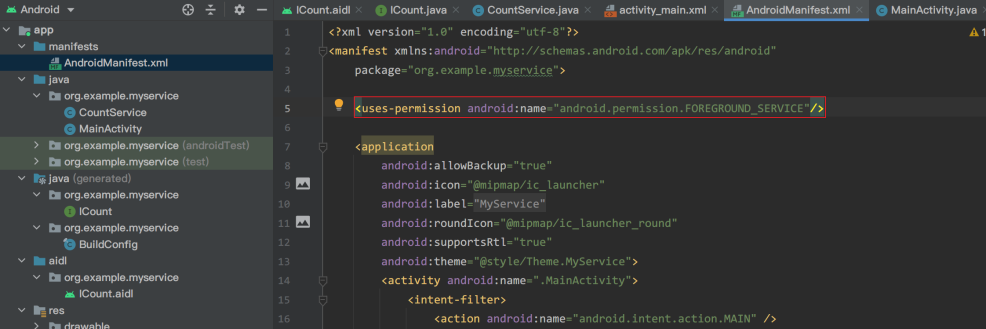 Android
ICount.aidl
ICount.java
CountService.java
activity_main.xml
AndroidManifest.xml
MainActivity.java
app
manifests
AndroidManifest.xml
java
org.example.myservice
CountService
MainActivity
org.example.myservice (androidTest)
org.example.myservice (test)
java (generated)
org.example.myservice
ICount
org.example.myservice
BuildConfig
aidl
org.example.myservice
ICount.aidl
res
drawable
1 <?xml version="1.0" encoding="utf-8"?>
2 <manifest xmlns:android="http://schemas.android.com/apk/res/android"
3 package="org.example.myservice">
4
5 <uses-permission android:name="android.permission.FOREGROUND_SERVICE"/>
6
7 <application
8 android:allowBackup="true"
9 android:icon="@mipmap/ic_launcher"
10 android:label="MyService"
11 android:roundIcon="@mipmap/ic_launcher_round"
12 android:supportsRtl="true"
13 android:theme="@style/Theme.MyService">
14 <activity android:name=".MainActivity">
15 <intent-filter>
16 <action android:name="android.intent.action.MAIN" />
1